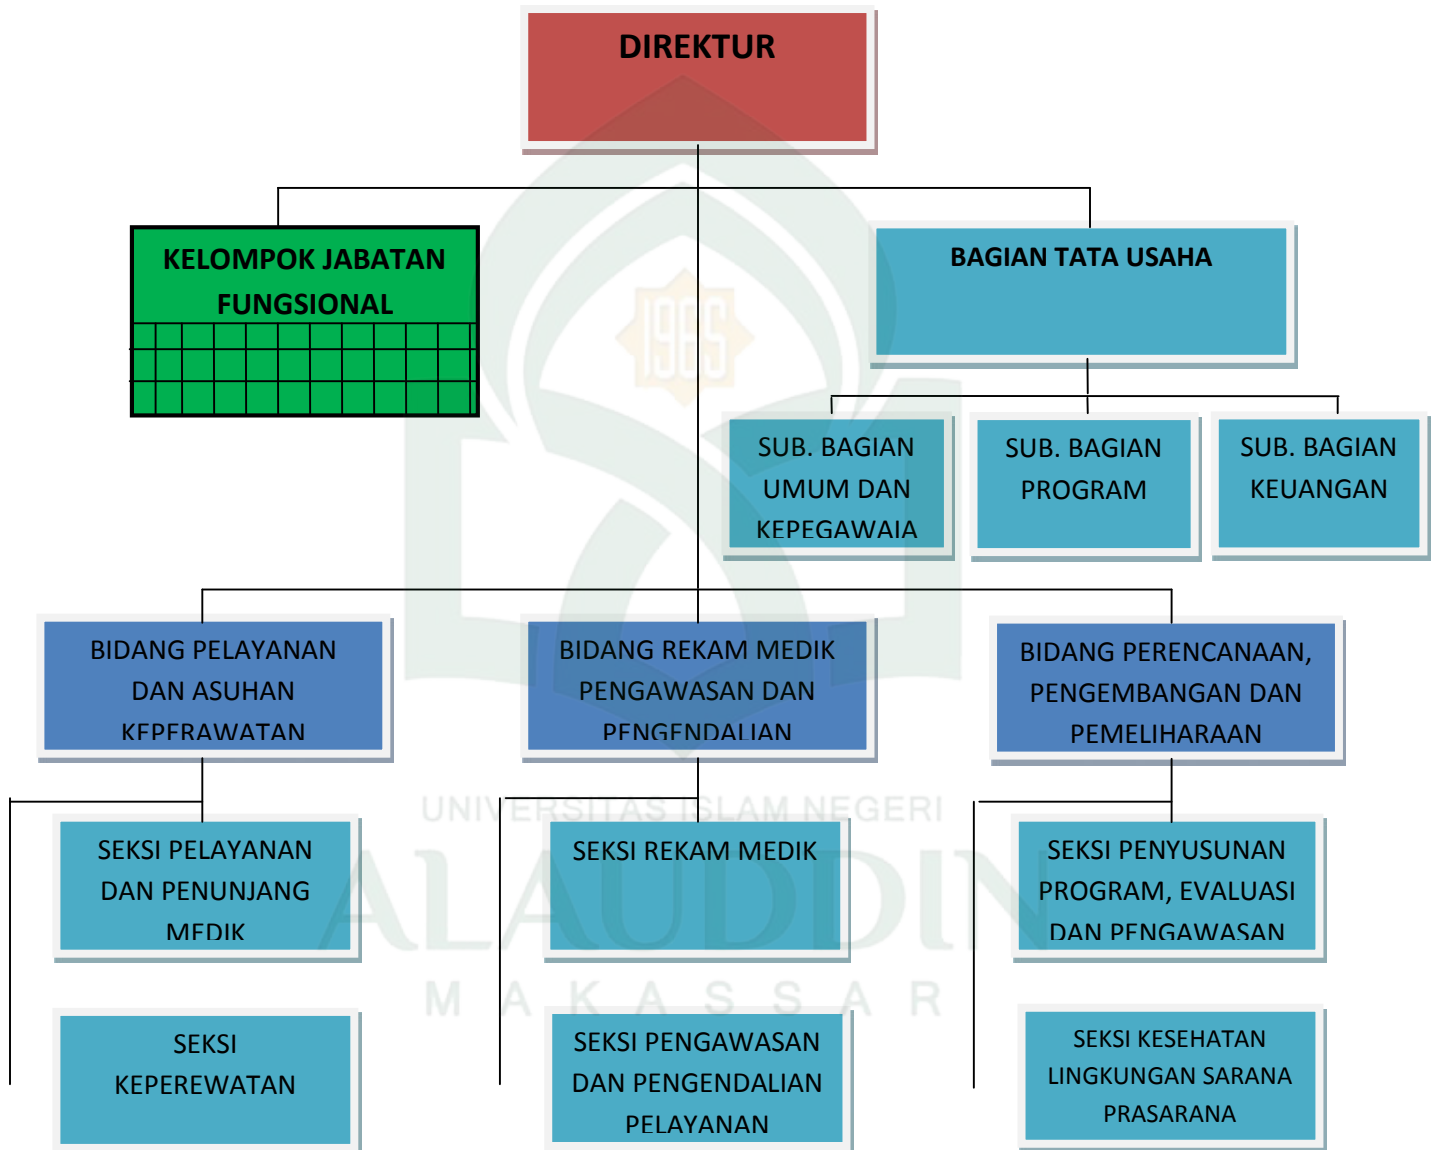 DIREKTUR
KELOMPOK JABATAN
FUNGSIONAL
BAGIAN TATA USAHA
1965
SUB. BAGIAN
UMUM DAN
KEPEGAWAIA
SUB. BAGIAN
PROGRAM
SUB. BAGIAN
KEUANGAN
BIDANG PELAYANAN
DAN ASUHAN
KEPERAWATAN
BIDANG REKAM MEDIK
PENGAWASAN DAN
PENGENDALIAN
BIDANG PERENCANAAN,
PENGEMBANGAN DAN
PEMELIHARAAN
UNIVERSITAS ISLAM NEGERI
SEKSI PELAYANAN
DAN PENUNJANG
MEDIK
SEKSI REKAM MEDIK
SEKSI PENYUSUNAN
PROGRAM, EVALUASI
DAN PENGAWASAN
ALAUDDIN
MAKASSAR
SEKSI
KEPEREWATAN
SEKSI PENGAWASAN
DAN PENGENDALIAN
PELAYANAN
SEKSI KESEHATAN
LINGKUNGAN SARANA
PRASARANA